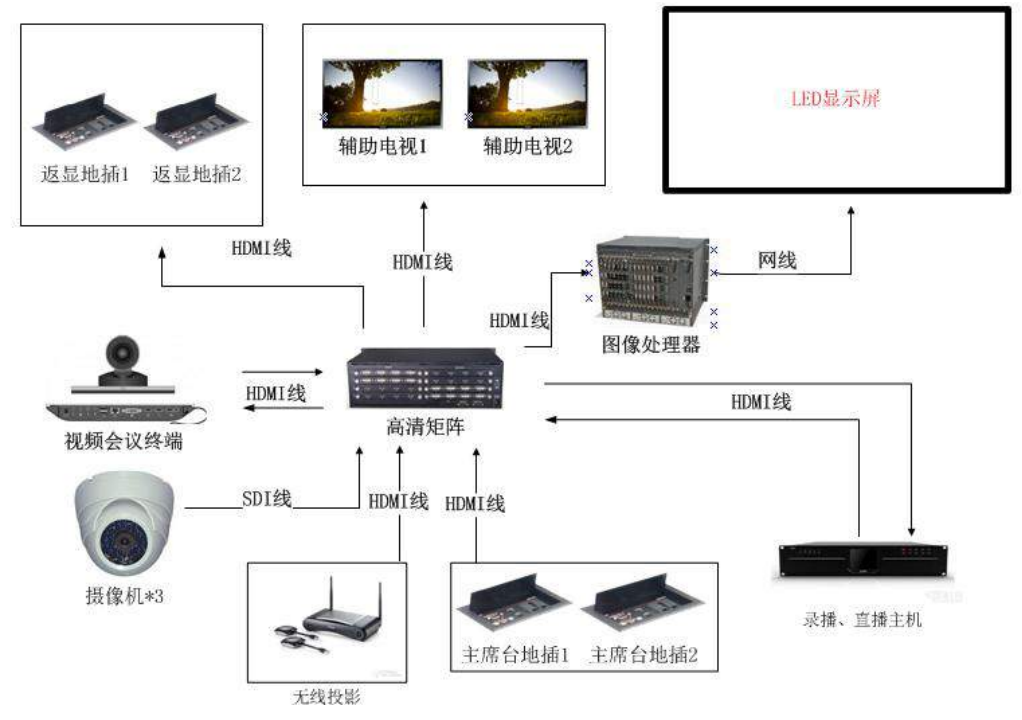 LED显示屏
辅助电视1 辅助电视2
返显地插1 返显地插2
HDMI线
HDMI线
网线
HDMI线
图像处理器
HDMI线
HDMI线
高清矩阵
视频会议终端
SDI线
HDMI线
HDMI线
摄像机*3
录播、直播主机
主席台地插1 主席台地插2
无线投影